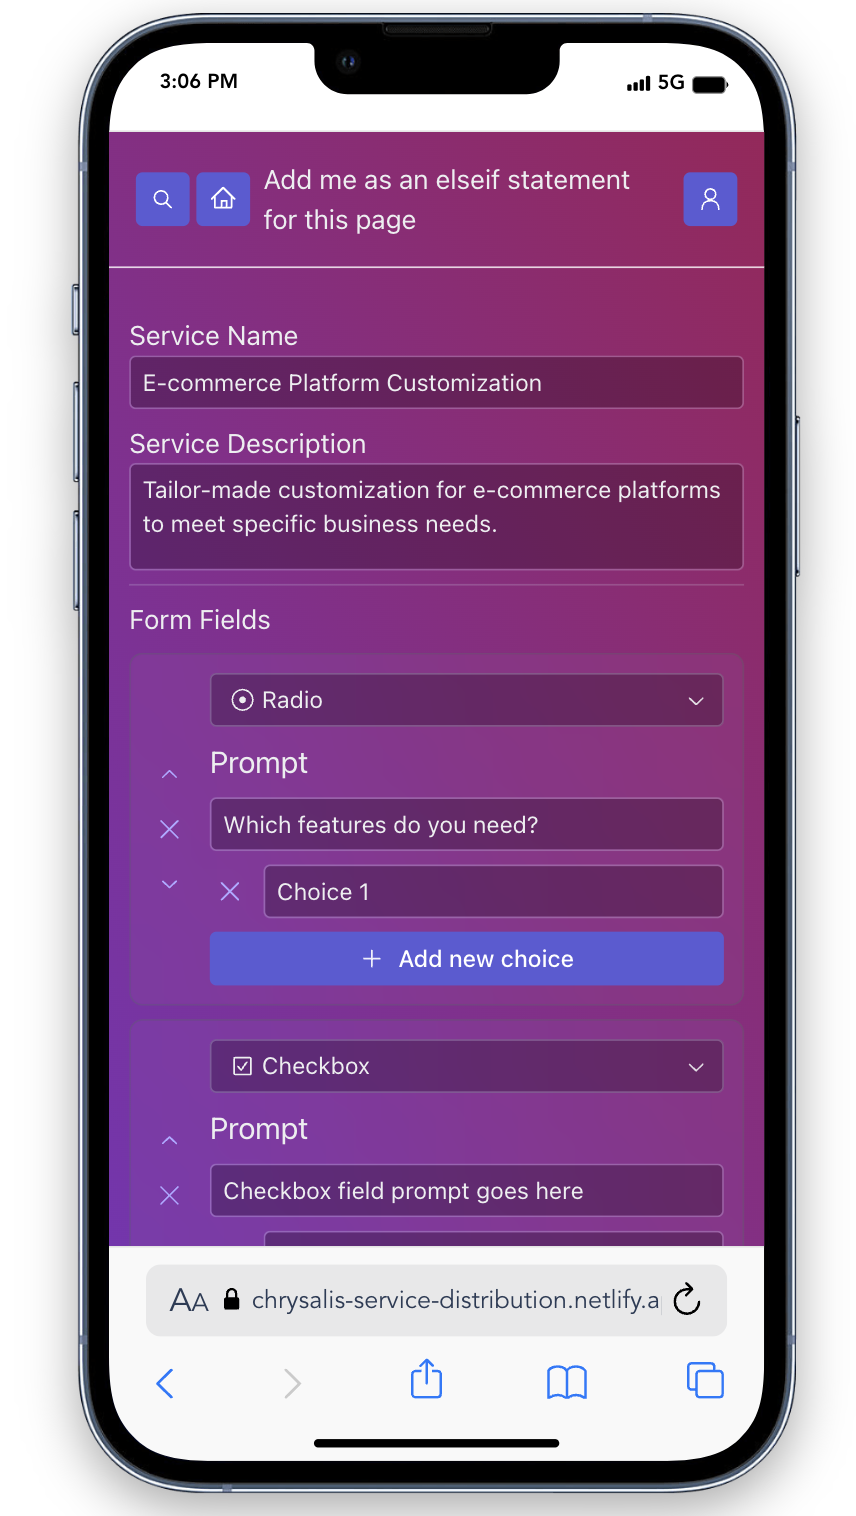 3:06 PM
5G
Add me as an elseif statement
for this page
Service Name
E-commerce Platform Customization
Service Description
Tailor-made customization for e-commerce platforms
to meet specific business needs.
Form Fields
Radio
Prompt
Which features do you need?
Choice 1
Add new choice
Checkbox
Prompt
Checkbox field prompt goes here
AA chrysalis-service-distribution.netlify.a